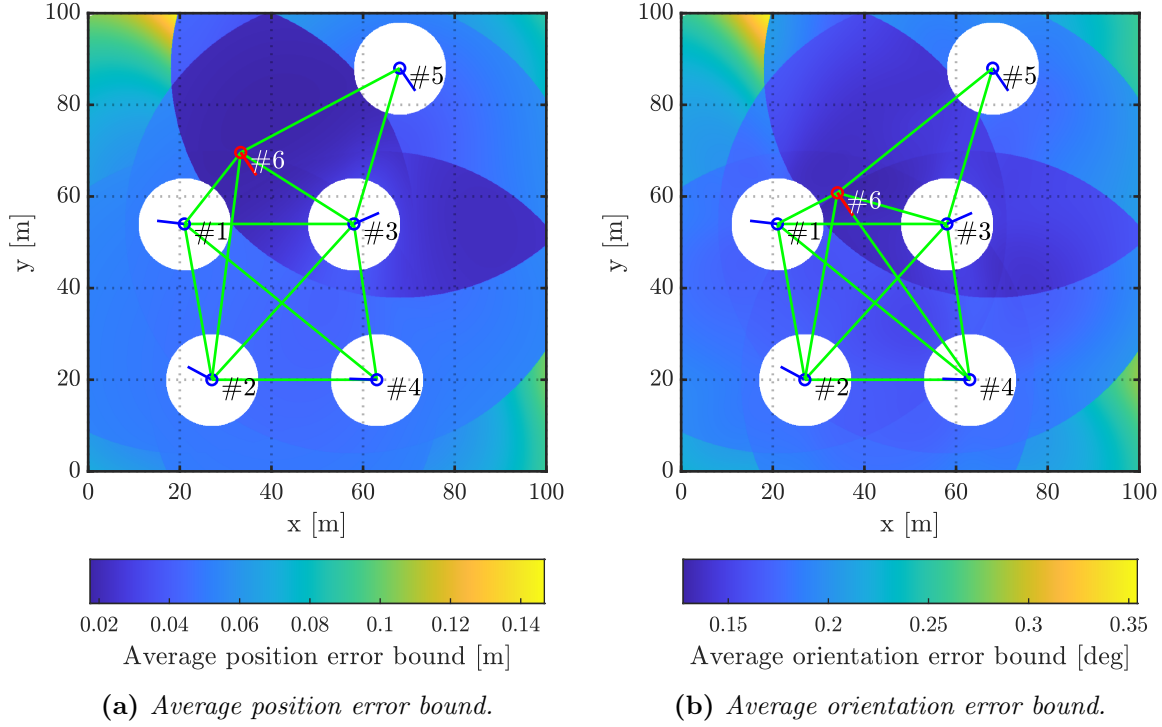 100
80
60
40
20
0
y [m]
#5
#6
#1
#3
#2
#4
0 20 40 60 80 100
x [m]
0.02 0.04 0.06 0.08 0.1 0.12 0.14
Average position error bound [m]
(a) Average position error bound.
100
80
60
40
20
0
y [m]
#5
#6
#1
#3
#2
#4
0 20 40 60 80 100
x [m]
0.15 0.2 0.25 0.3 0.35
Average orientation error bound [deg]
(b) Average orientation error bound.